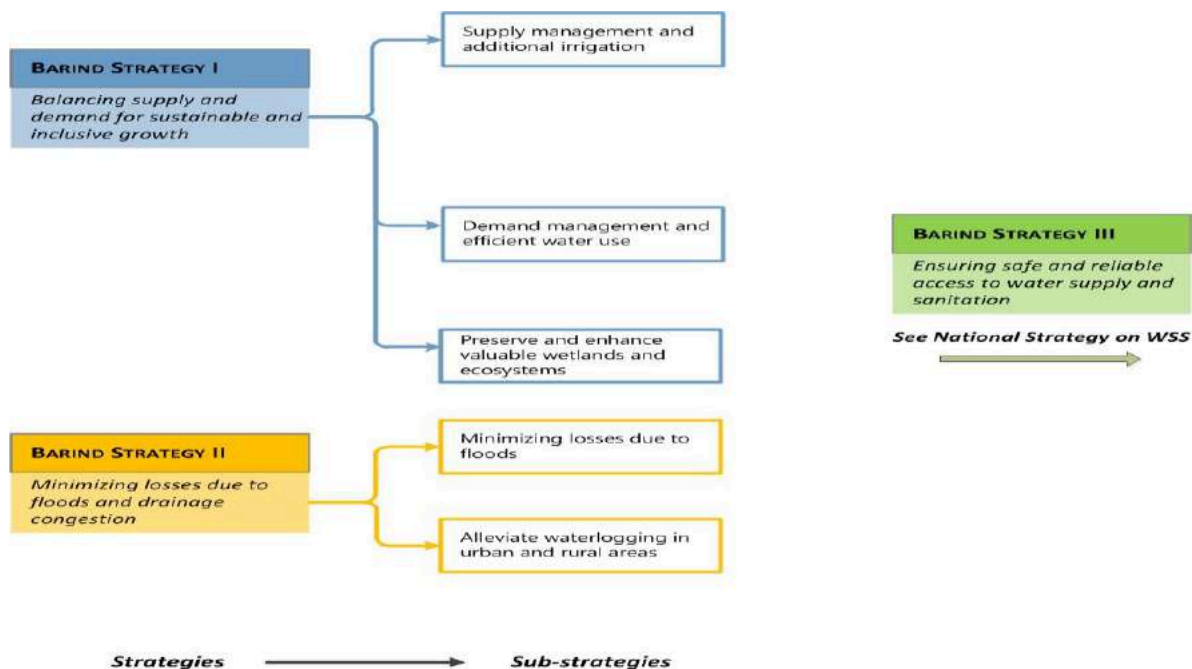 Supply management and
additional irrigation
BARIND STRATEGY I
Balancing supply and
demand for sustainable and
inclusive growth
Demand management and
efficient water use
Preserve and enhance
valuable wetlands and
ecosystems
BARIND STRATEGY II
Minimizing losses due to
floods and drainage
congestion
Minimizing losses due to
floods
Alleviate waterlogging in
urban and rural areas
BARIND STRATEGY III
Ensuring safe and reliable
access to water supply and
sanitation
See National Strategy on WSS
Strategies
Sub-strategies